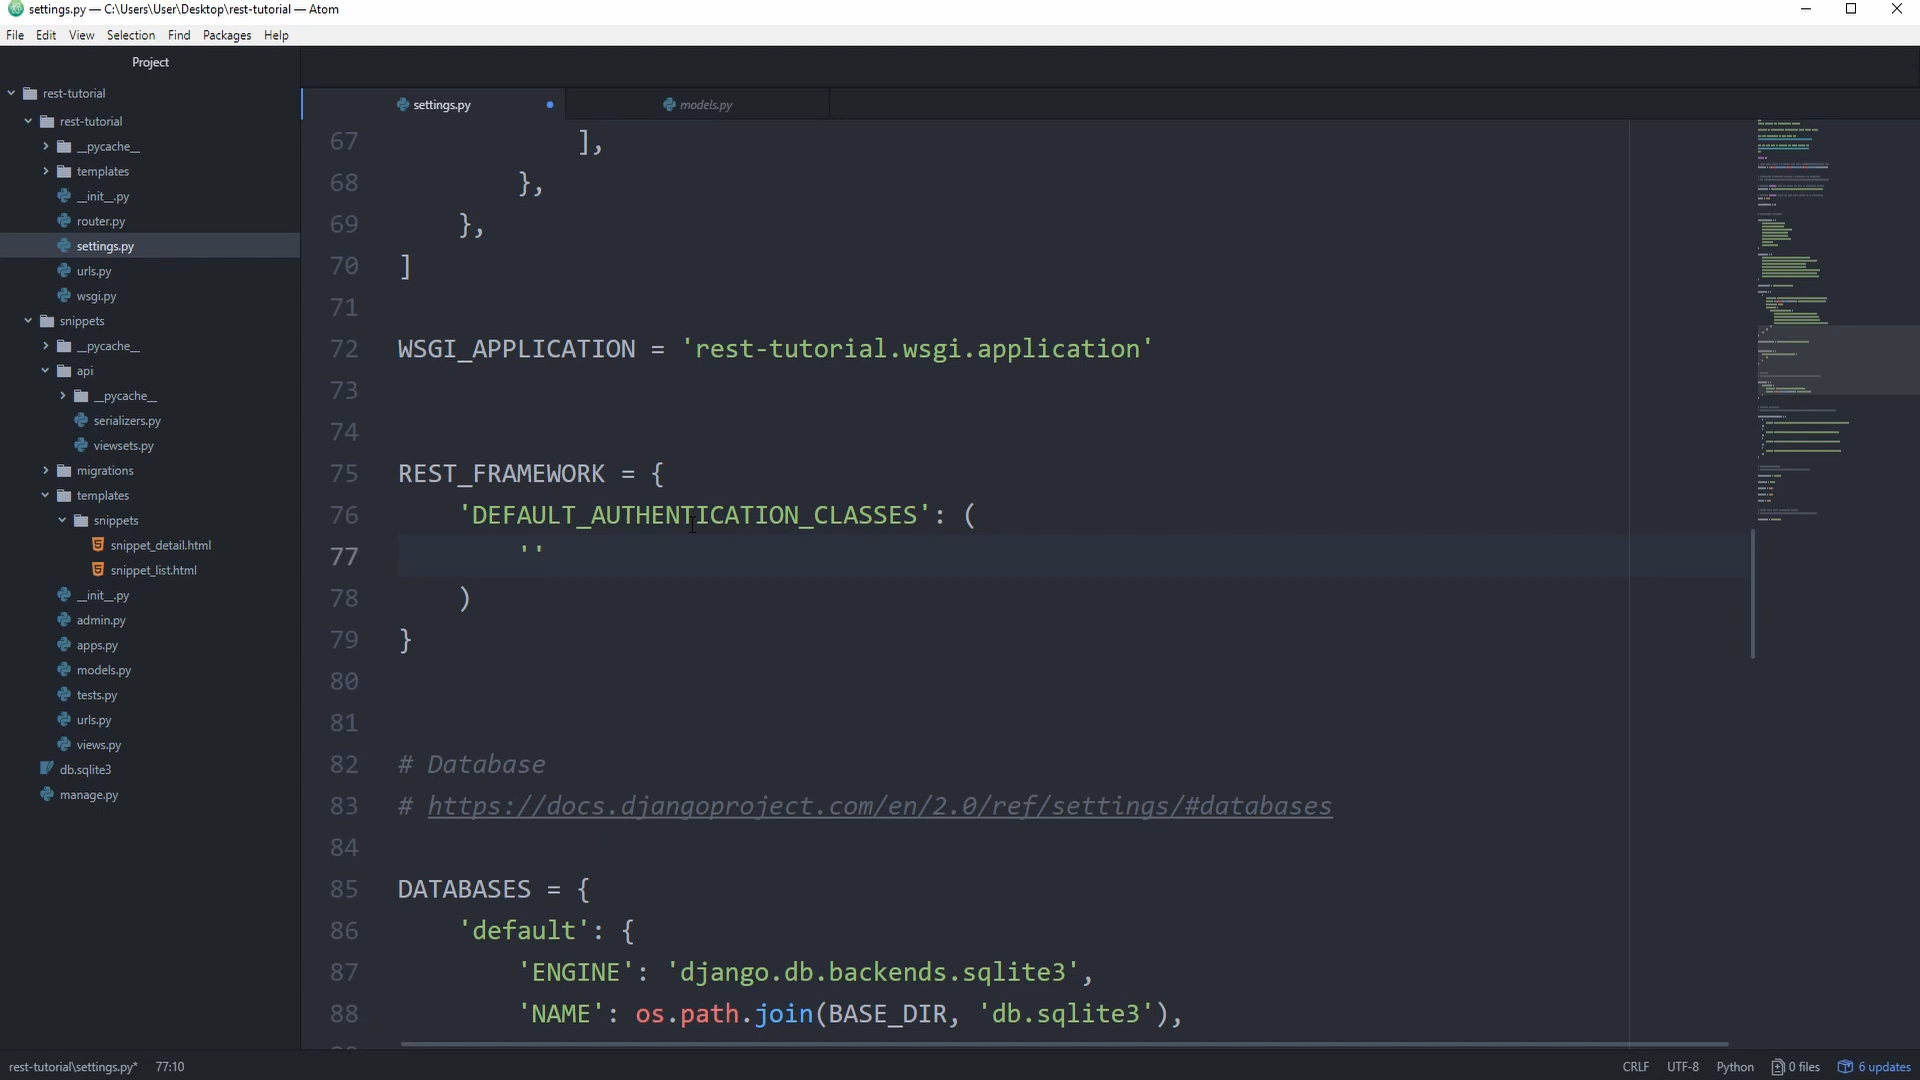 settings.py — C:\Users\User\Desktop\rest-tutorial — Atom
File Edit View Selection Find Packages Help
Project
rest-tutorial
rest-tutorial
__pycache__
templates
__init__.py
router.py
settings.py
urls.py
wsgi.py
snippets
__pycache__
api
__pycache__
serializers.py
viewsets.py
migrations
templates
snippets
snippet_detail.html
snippet_list.html
__init__.py
admin.py
apps.py
models.py
tests.py
urls.py
views.py
db.sqlite3
manage.py
settings.py models.py
67 ],
68 },
69 },
70 ]
71
72 WSGI_APPLICATION = 'rest-tutorial.wsgi.application'
73
74
75 REST_FRAMEWORK = {
76 'DEFAULT_AUTHENTICATION_CLASSES': (
77 ''
78 )
79 }
80
81
82 # Database
83 # https://docs.djangoproject.com/en/2.0/ref/settings/#databases
84
85 DATABASES = {
86 'default': {
87 'ENGINE': 'django.db.backends.sqlite3',
88 'NAME': os.path.join(BASE_DIR, 'db.sqlite3'),
rest-tutorial\settings.py* 77:10 CRLF UTF-8 Python 0 files 6 updates